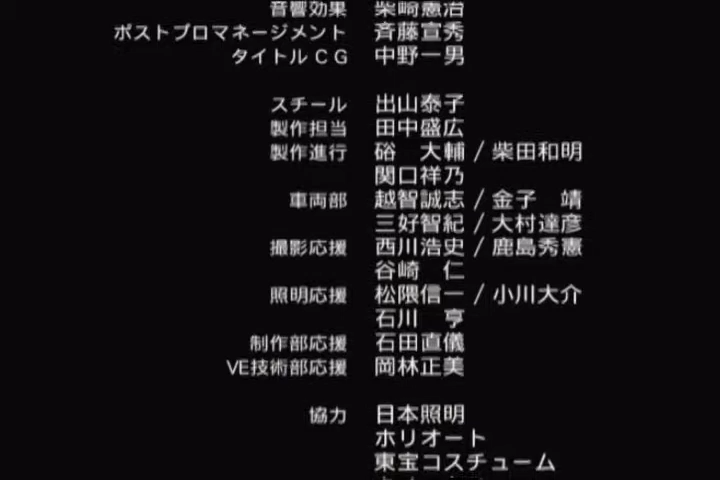 音響効果 柴崎憲治
ポストプロマネージメント 斉藤宣秀
タイトルCG 中野一男
スチール 出山泰子
製作担当 田中盛広
製作進行 硲　大輔 / 柴田和明
関口祥乃
車両部 越智誠志 / 金子　靖
三好智紀 / 大村達彦
撮影応援 西川浩史 / 鹿島秀憲
谷崎　仁
照明応援 松隈信一 / 小川大介
石川　亨
制作部応援 石田直儀
VE技術部応援 岡林正美
協力 日本照明
ホリオート
東宝コスチューム